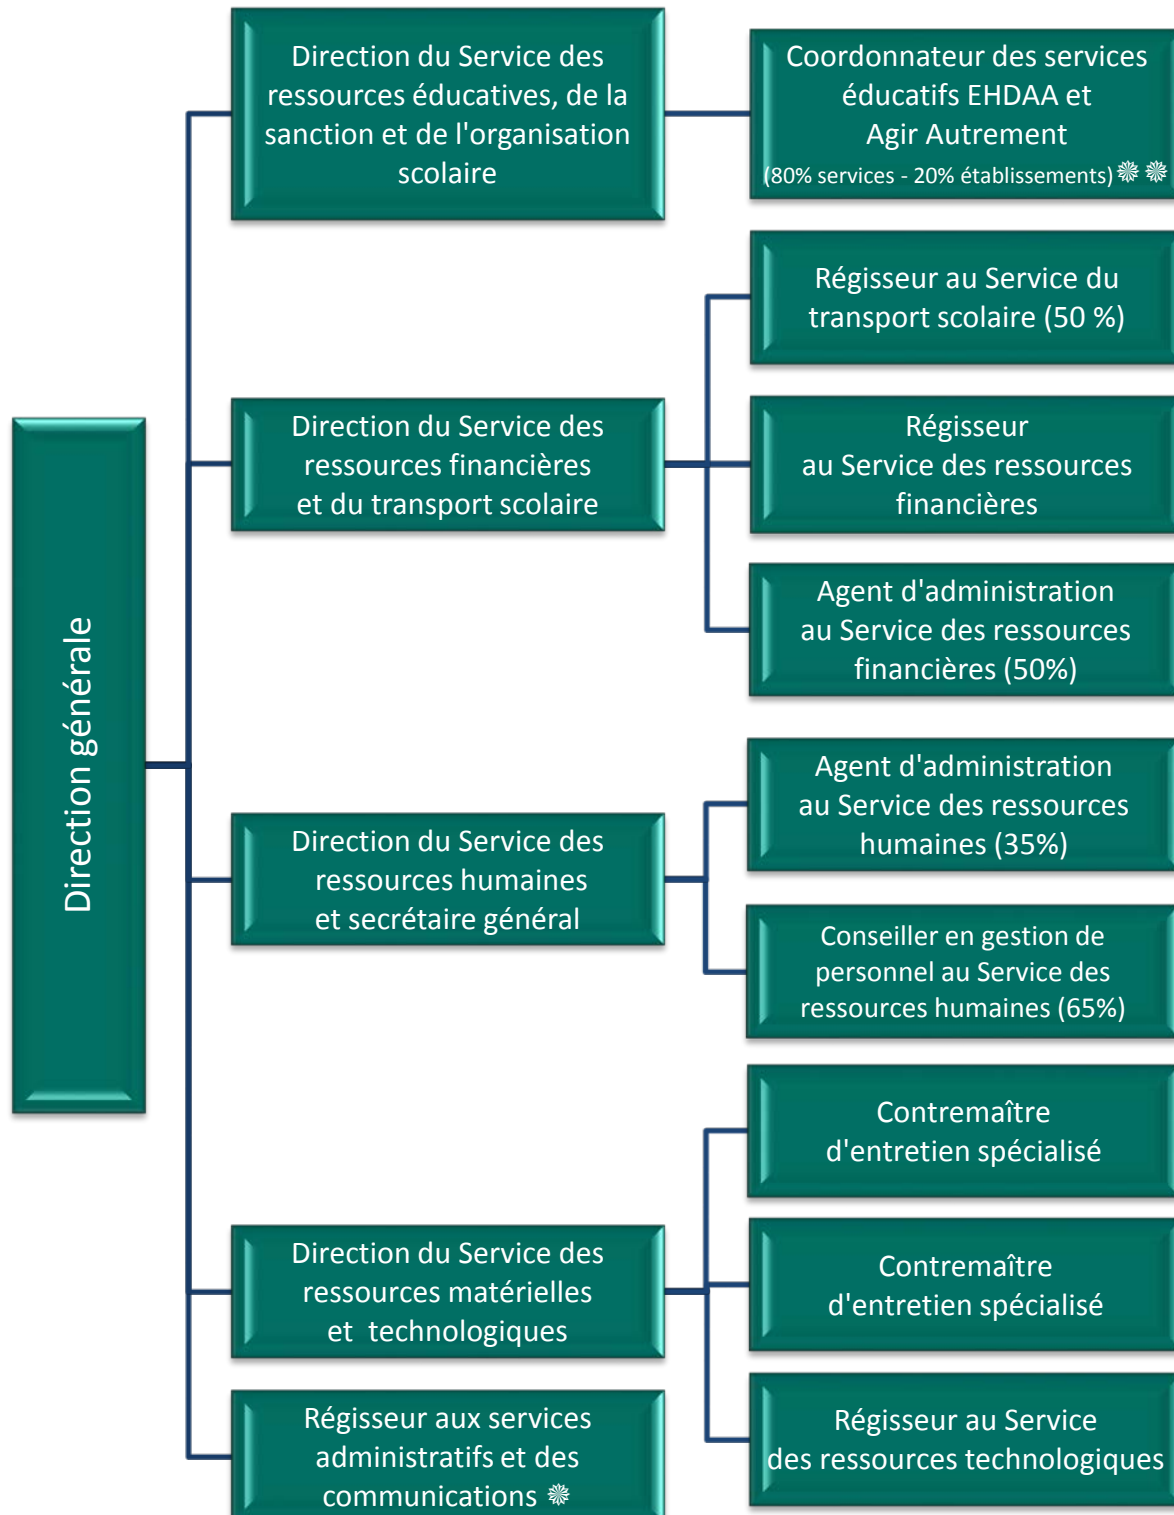 Direction générale
Direction du Service des
ressources éducatives, de la
sanction et de l'organisation
scolaire
Coordonnateur des services
éducatifs EHDAA et
Agir Autrement
(80% services - 20% établissements)❋ ❋
Direction du Service des
ressources financières
et du transport scolaire
Régisseur au Service du
transport scolaire (50 %)
Régisseur
au Service des ressources
financières
Agent d'administration
au Service des ressources
financières (50%)
Direction du Service des
ressources humaines
et secrétaire général
Agent d'administration
au Service des ressources
humaines (35%)
Conseiller en gestion de
personnel au Service des
ressources humaines (65%)
Direction du Service des
ressources matérielles
et technologiques
Contremaître
d'entretien spécialisé
Contremaître
d'entretien spécialisé
Régisseur au Service
des ressources technologiques
Régisseur aux services
administratifs et des
communications ❋